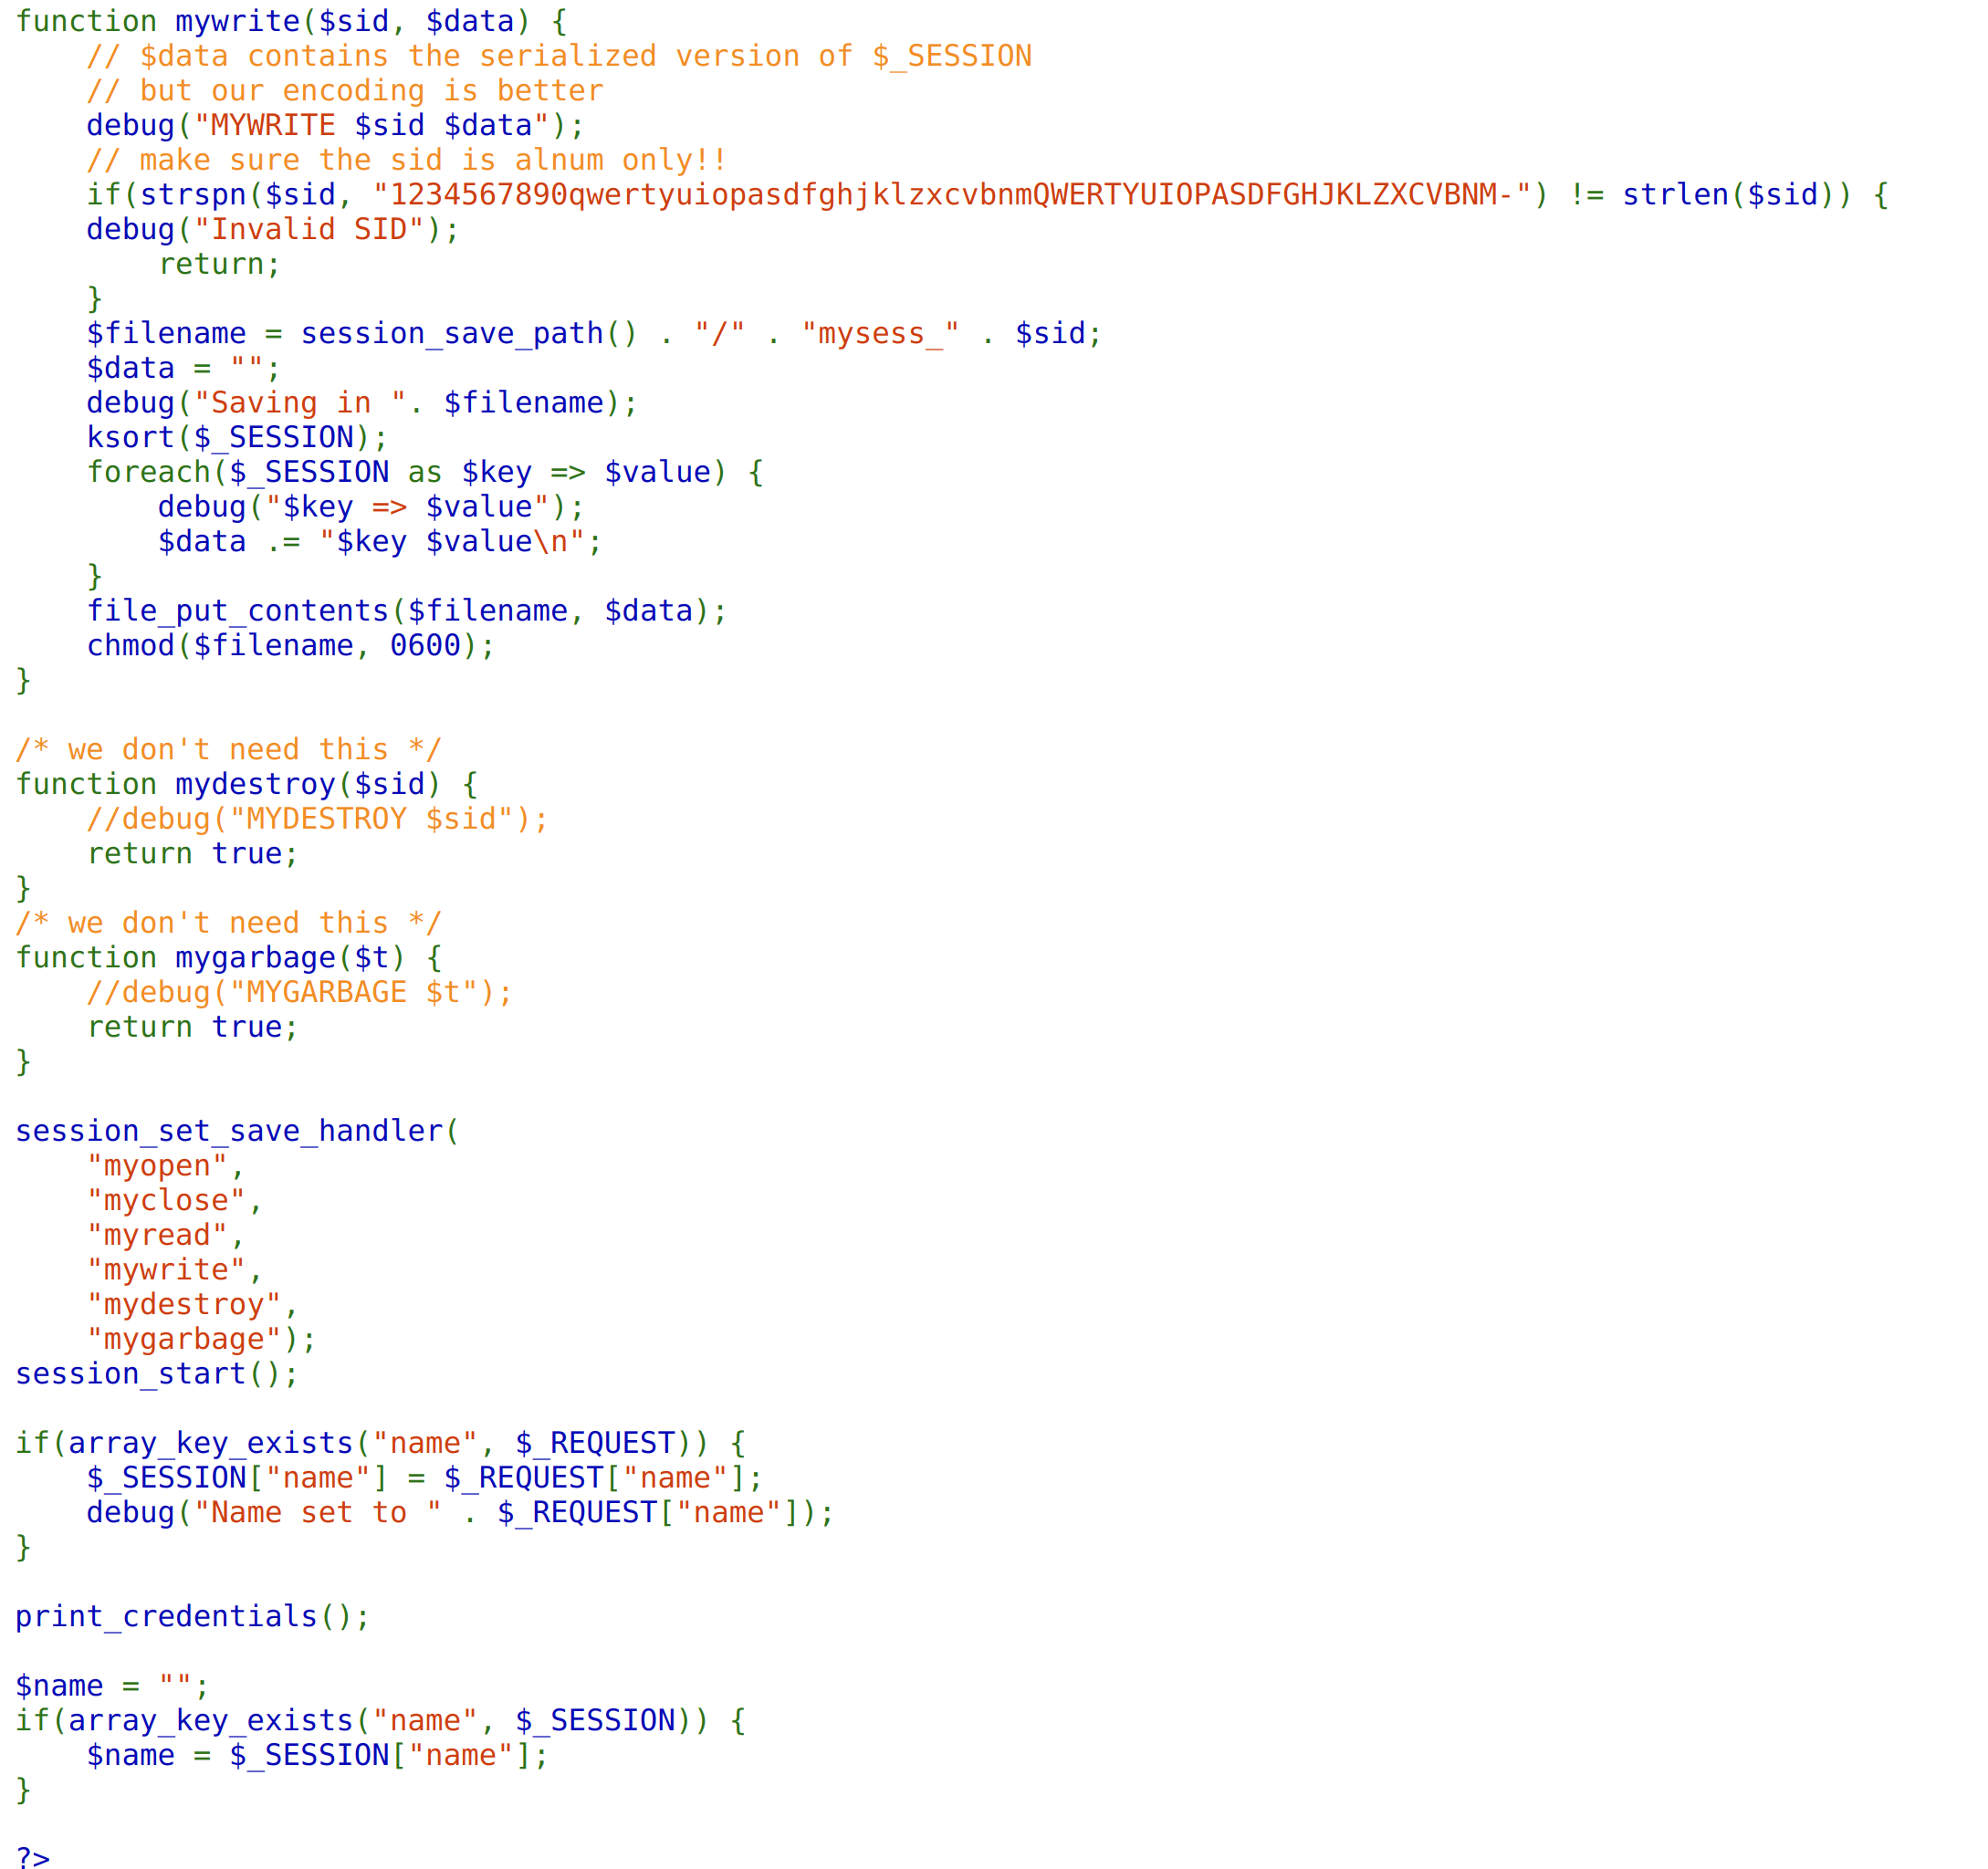 function mywrite($sid, $data) {
    // $data contains the serialized version of $_SESSION
    // but our encoding is better
    debug("MYWRITE $sid $data");
    // make sure the sid is alnum only!!
    if(strspn($sid, "1234567890qwertyuiopasdfghjklzxcvbnmQWERTYUIOPASDFGHJKLZXCVBNM-") != strlen($sid)) {
    debug("Invalid SID");
        return;
    }
    $filename = session_save_path() . "/" . "mysess_" . $sid;
    $data = "";
    debug("Saving in ". $filename);
    ksort($_SESSION);
    foreach($_SESSION as $key => $value) {
        debug("$key => $value");
        $data .= "$key $value\n";
    }
    file_put_contents($filename, $data);
    chmod($filename, 0600);
}

/* we don't need this */
function mydestroy($sid) {
    //debug("MYDESTROY $sid");
    return true;
}
/* we don't need this */
function mygarbage($t) {
    //debug("MYGARBAGE $t");
    return true;
}

session_set_save_handler(
    "myopen",
    "myclose",
    "myread",
    "mywrite",
    "mydestroy",
    "mygarbage");
session_start();

if(array_key_exists("name", $_REQUEST)) {
    $_SESSION["name"] = $_REQUEST["name"];
    debug("Name set to " . $_REQUEST["name"]);
}

print_credentials();

$name = "";
if(array_key_exists("name", $_SESSION)) {
    $name = $_SESSION["name"];
}

?>